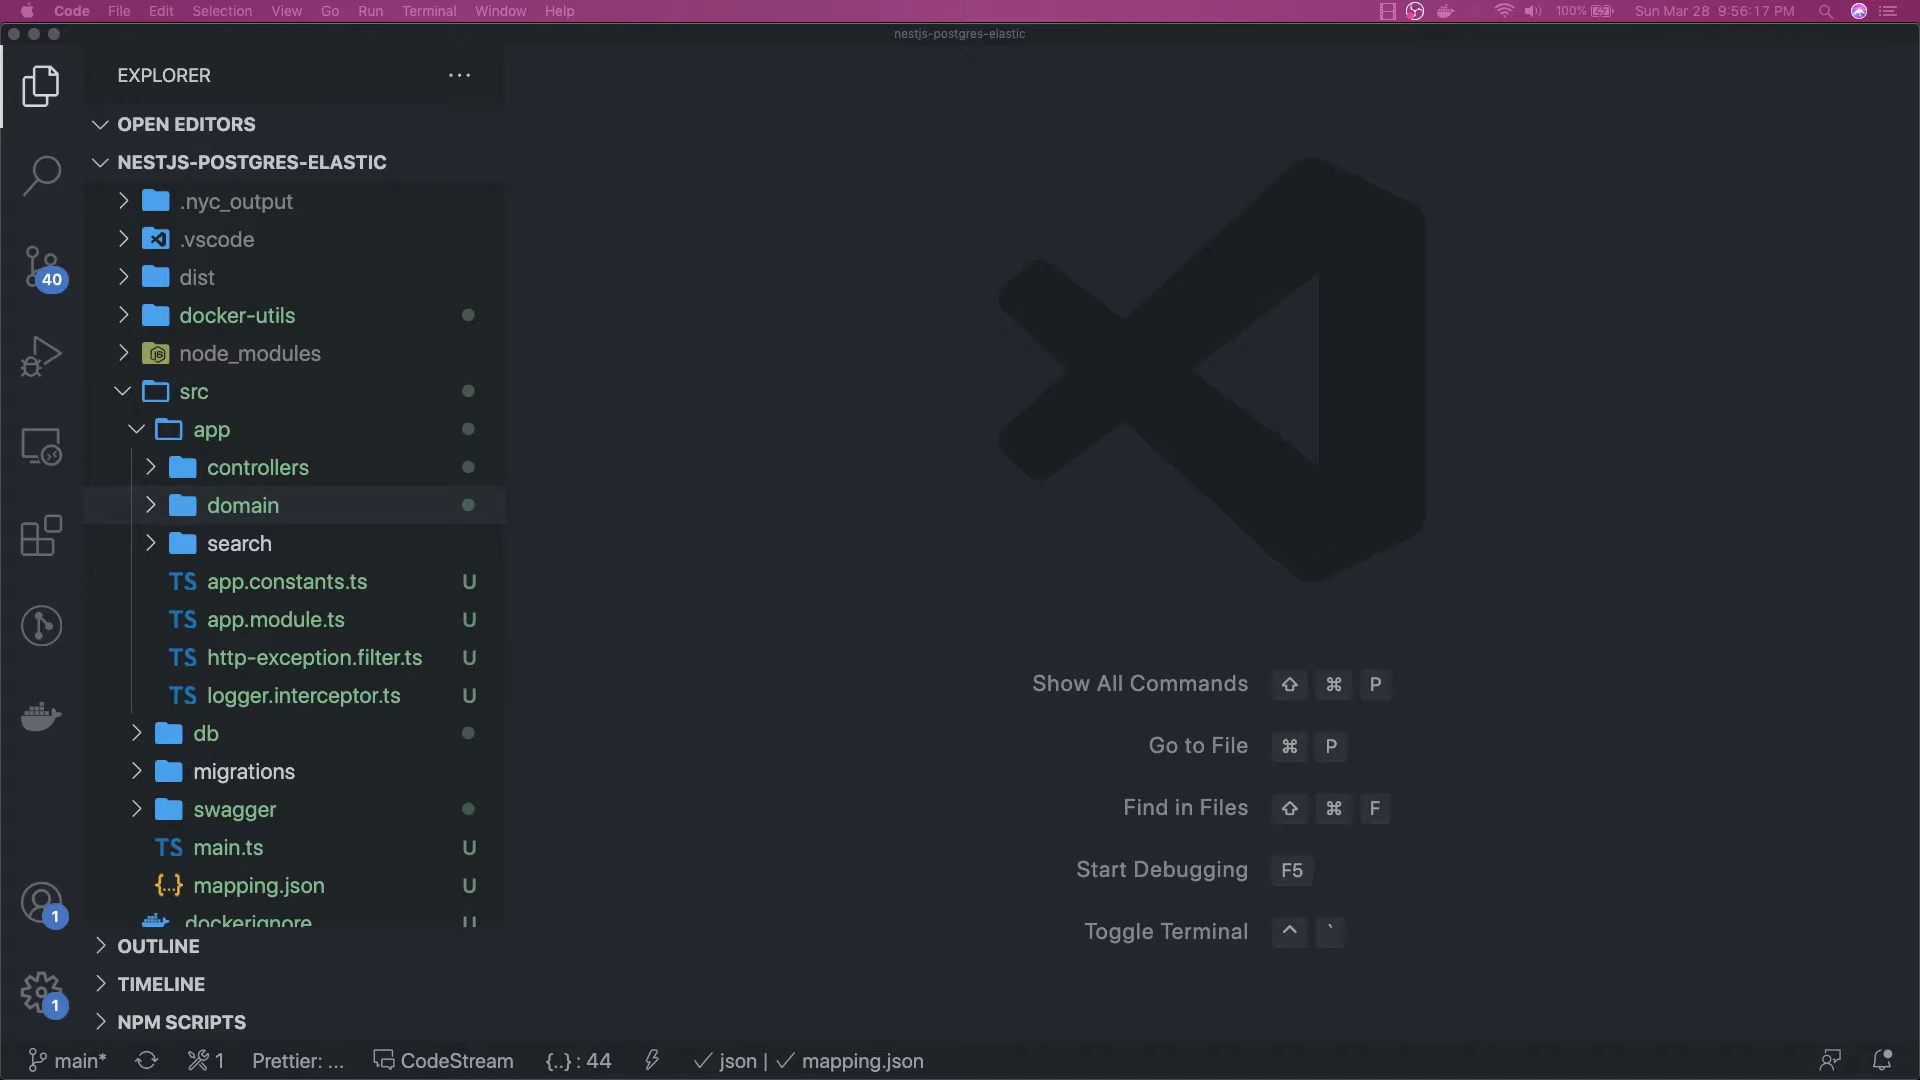 Code File Edit Selection View Go Run Terminal Window Help 100% Sun Mar 28 9:56:17 PM
nestjs-postgres-elastic
EXPLORER
OPEN EDITORS
NESTJS-POSTGRES-ELASTIC
.nyc_output
.vscode
dist
docker-utils
node_modules
src
app
controllers
domain
search
TS app.constants.ts U
TS app.module.ts U
TS http-exception.filter.ts U
TS logger.interceptor.ts U
db
migrations
swagger
TS main.ts U
{..} mapping.json U
.dockerignore U
OUTLINE
TIMELINE
NPM SCRIPTS
40
1
1
Show All Commands ⇧ ⌘ P
Go to File ⌘ P
Find in Files ⇧ ⌘ F
Start Debugging F5
Toggle Terminal ^ `
main* 1 Prettier: ... CodeStream {..} : 44 ✓ json | ✓ mapping.json